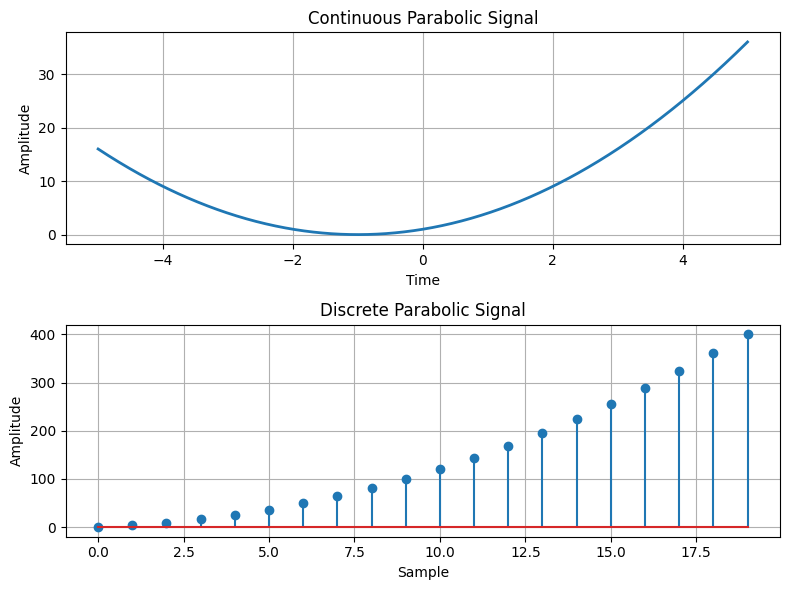 Continuous Parabolic Signal
30
20
10
0
Amplitude
−4 −2 0 2 4
Time
Discrete Parabolic Signal
400
300
200
100
0
Amplitude
0.0 2.5 5.0 7.5 10.0 12.5 15.0 17.5
Sample